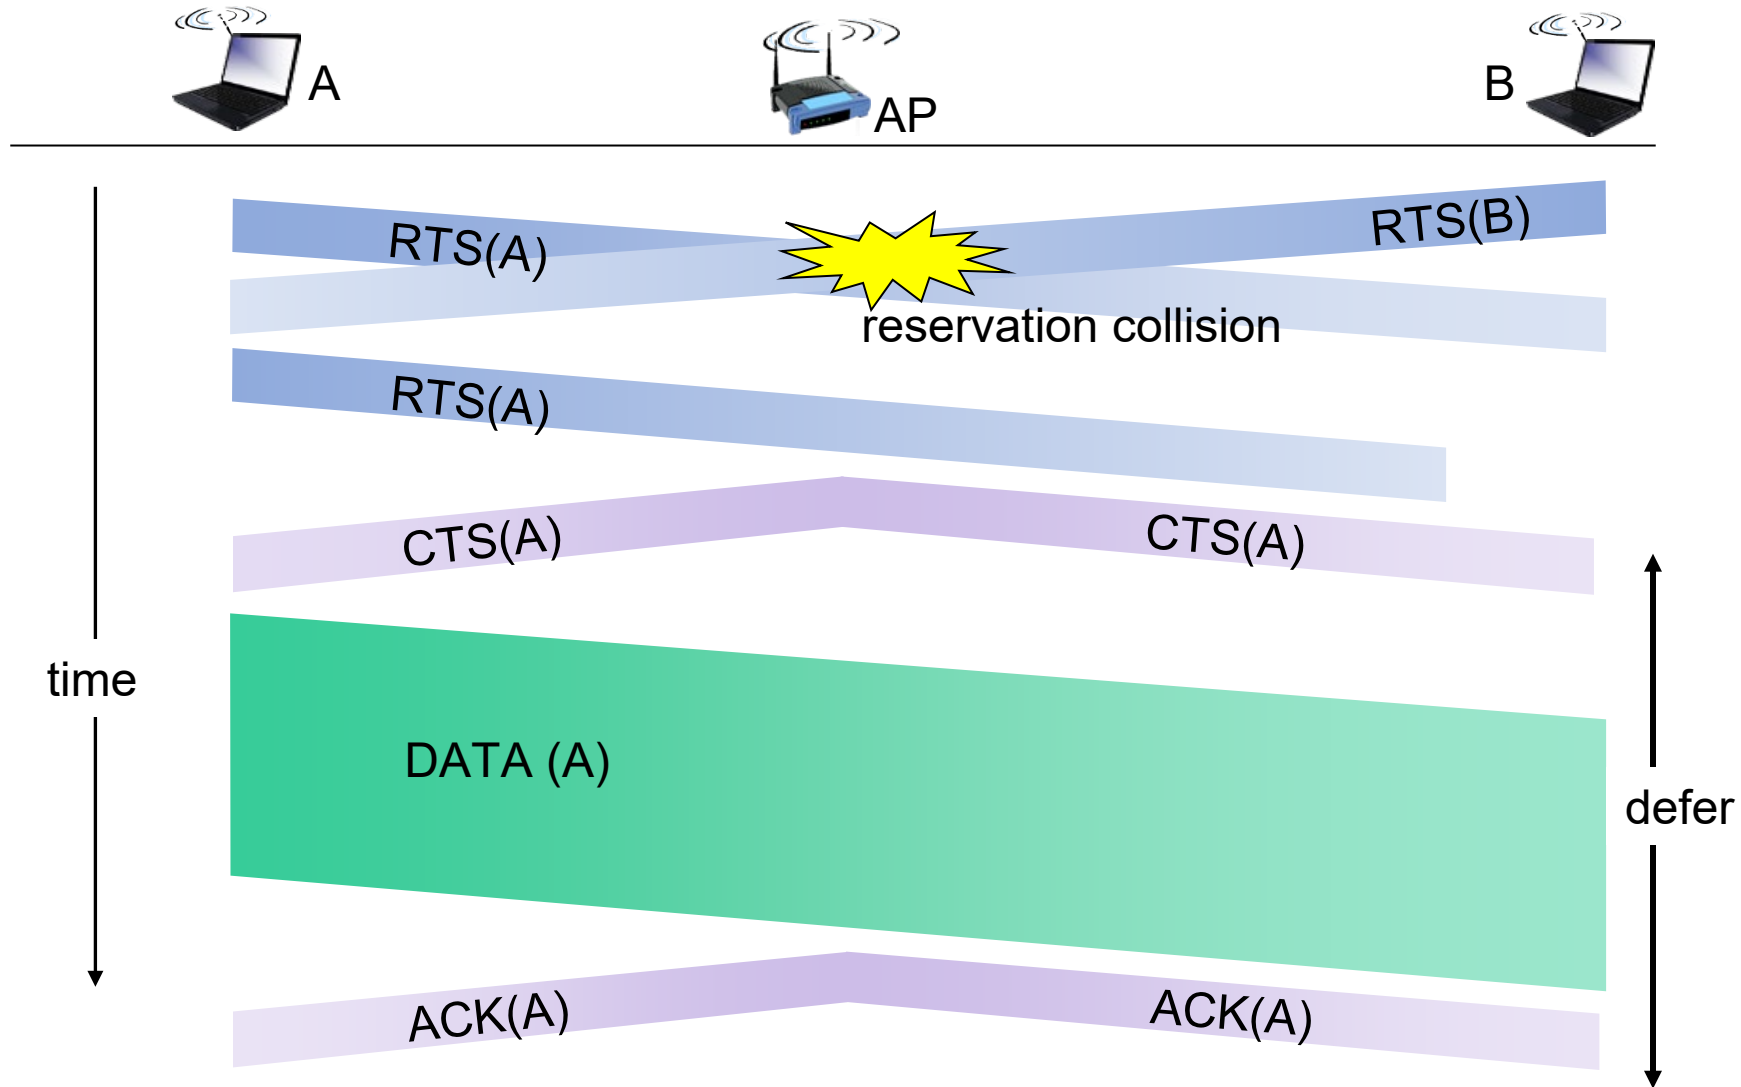 A
AP
B
RTS(A)
RTS(B)
reservation collision
RTS(A)
CTS(A)
CTS(A)
time
DATA (A)
defer
ACK(A)
ACK(A)